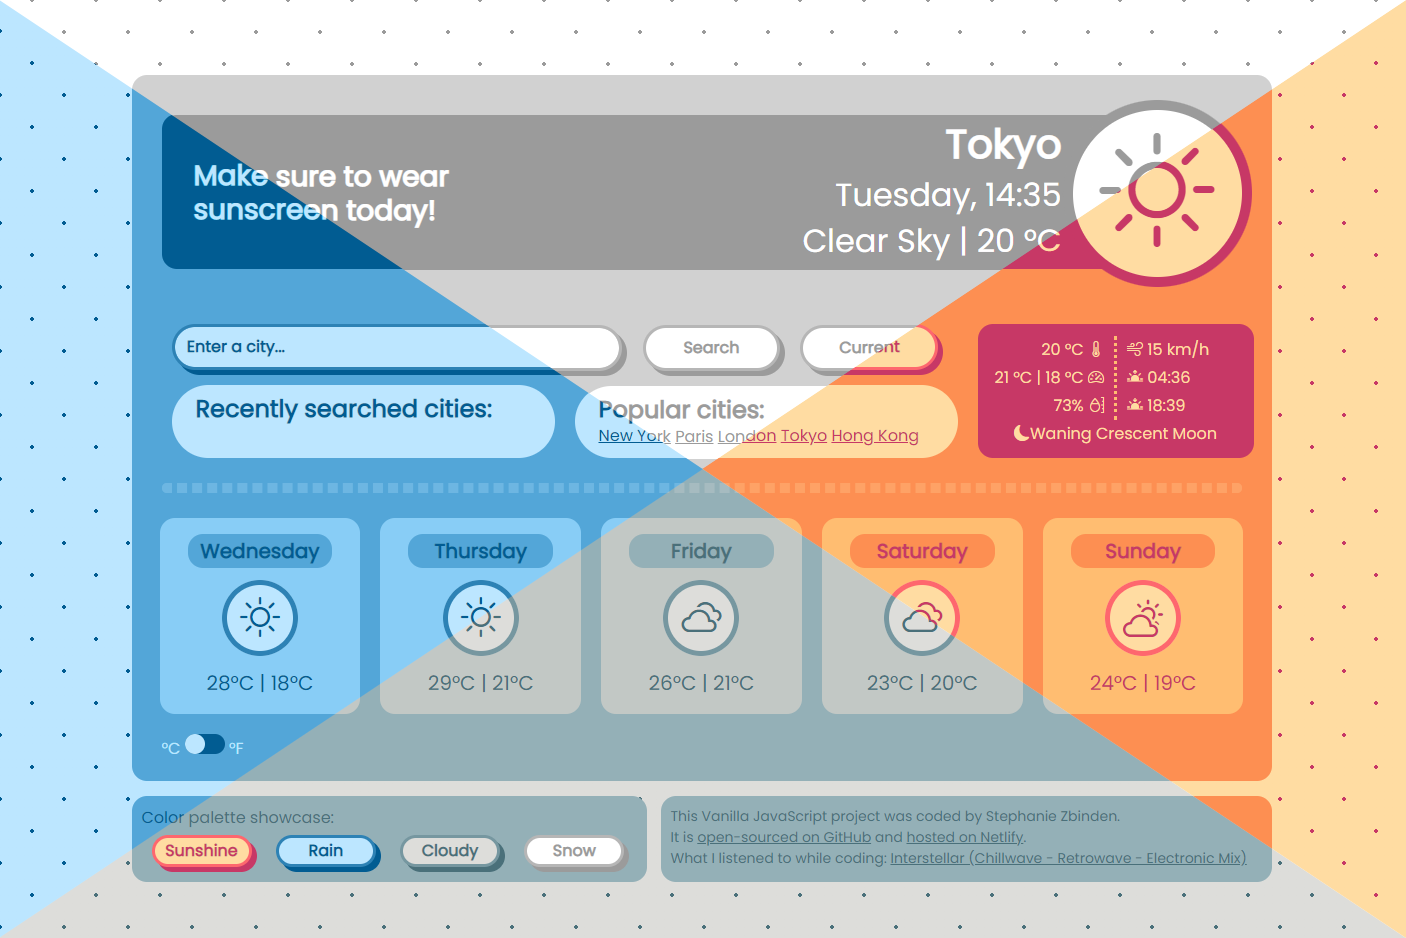 Make sure to wear
sunscreen today!
Tokyo
Tuesday, 14:35
Clear Sky | 20 °C
Enter a city...
Search
Current
Recently searched cities:
Popular cities:
New York Paris London Tokyo Hong Kong
20 °C
15 km/h
21 °C | 18 °C
04:36
73%
18:39
Waning Crescent Moon
Wednesday
Thursday
Friday
Saturday
Sunday
28°C | 18°C
29°C | 21°C
26°C | 21°C
23°C | 20°C
24°C | 19°C
°C
°F
Color palette showcase:
Sunshine
Rain
Cloudy
Snow
This Vanilla JavaScript project was coded by Stephanie Zbinden.
It is open-sourced on GitHub and hosted on Netlify.
What I listened to while coding: Interstellar (Chillwave - Retrowave - Electronic Mix)